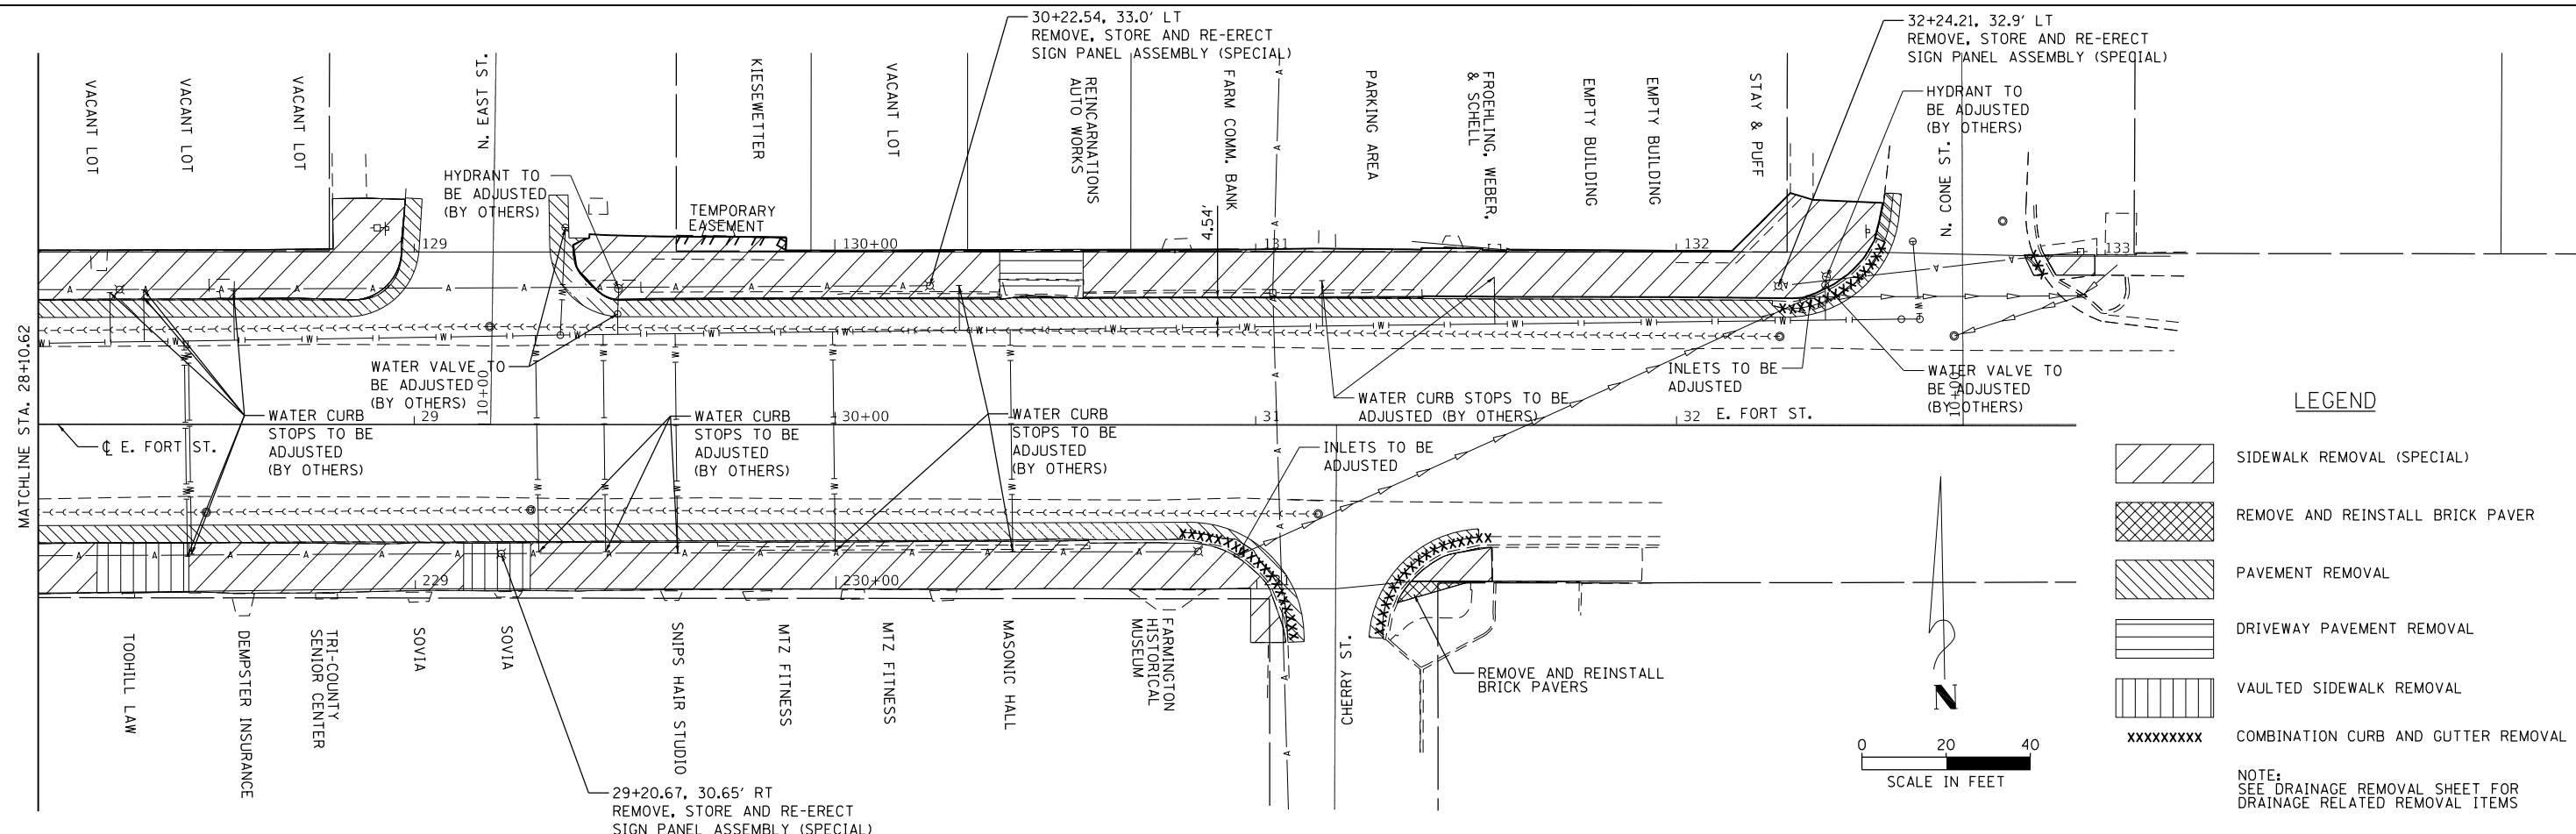 30+22.54, 33.0' LT
REMOVE, STORE AND RE-ERECT
SIGN PANEL ASSEMBLY (SPECIAL)
32+24.21, 32.9' LT
REMOVE, STORE AND RE-ERECT
SIGN PANEL ASSEMBLY (SPECIAL)
VACANT LOT
VACANT LOT
VACANT LOT
N. EAST ST.
KIESEWETTER
VACANT LOT
REINCARNATIONS
AUTO WORKS
FARM COMM. BANK
PARKING AREA
FROEHLING, WEBER,
& SCHELL
EMPTY BUILDING
EMPTY BUILDING
STAY & PUFF
HYDRANT TO
BE ADJUSTED
(BY OTHERS)
N. CONE ST.
HYDRANT TO
BE ADJUSTED
(BY OTHERS)
TEMPORARY
EASEMENT
4.54'
129
130+00
131
132
133
MATCHLINE STA. 28+10.62
WATER VALVE TO
BE ADJUSTED
(BY OTHERS)
10+00
INLETS TO BE
ADJUSTED
WATER VALVE TO
BE ADJUSTED
(BY OTHERS)
10+00
WATER CURB STOPS TO BE
ADJUSTED (BY OTHERS)
29
30+00
31
32
E. FORT ST.
℄ E. FORT ST.
WATER CURB
STOPS TO BE
ADJUSTED
(BY OTHERS)
WATER CURB
STOPS TO BE
ADJUSTED
(BY OTHERS)
WATER CURB
STOPS TO BE
ADJUSTED
(BY OTHERS)
INLETS TO BE
ADJUSTED
229
230+00
TOOHILL LAW
DEMPSTER INSURANCE
TRI-COUNTY
SENIOR CENTER
SOVIA
SOVIA
SNIPS HAIR STUDIO
MTZ FITNESS
MTZ FITNESS
MASONIC HALL
FARMINGTON
HISTORICAL
MUSEUM
CHERRY ST.
REMOVE AND REINSTALL
BRICK PAVERS
29+20.67, 30.65' RT
REMOVE, STORE AND RE-ERECT
SIGN PANEL ASSEMBLY (SPECIAL)
N
0 20 40
SCALE IN FEET
LEGEND
SIDEWALK REMOVAL (SPECIAL)
REMOVE AND REINSTALL BRICK PAVER
PAVEMENT REMOVAL
DRIVEWAY PAVEMENT REMOVAL
VAULTED SIDEWALK REMOVAL
XXXXXXXXX COMBINATION CURB AND GUTTER REMOVAL
NOTE:
SEE DRAINAGE REMOVAL SHEET FOR
DRAINAGE RELATED REMOVAL ITEMS